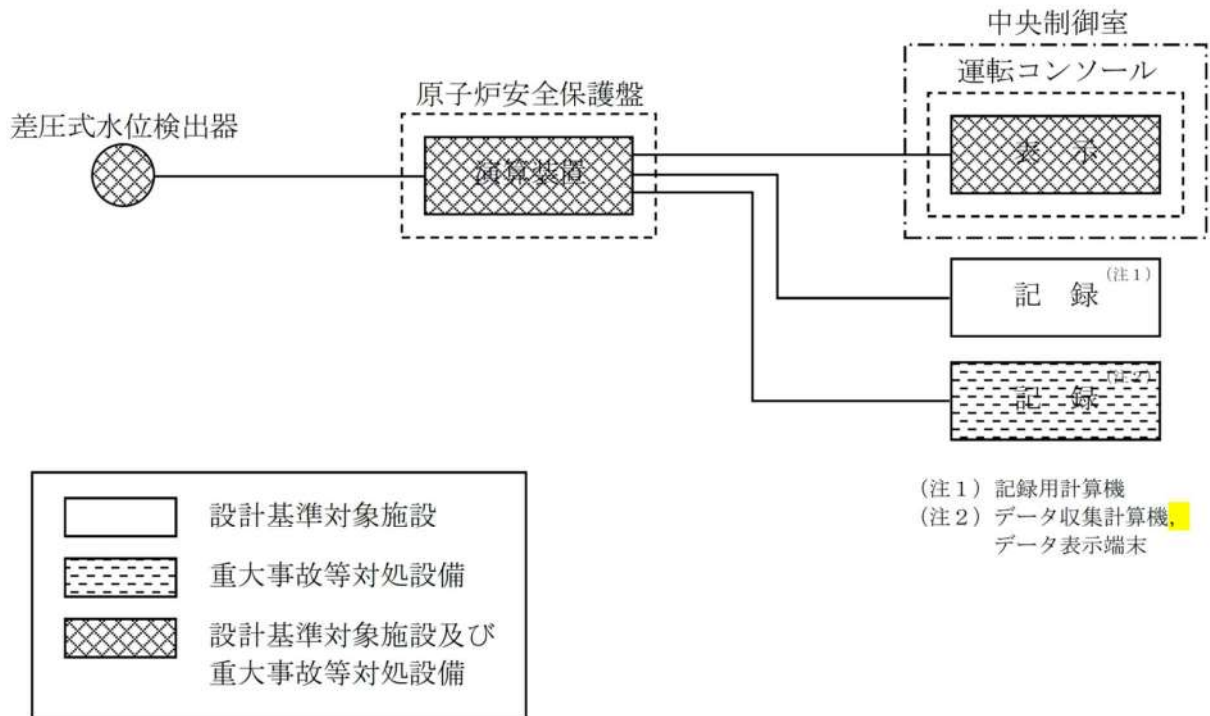 中央制御室
運転コンソール
原子炉安全保護盤
差圧式水位検出器
演算装置
表 示
記 録 (注1)
記 録 (注2)
(注1) 記録用計算機
(注2) データ収集計算機,
データ表示端末
設計基準対象施設
重大事故等対処設備
設計基準対象施設及び
重大事故等対処設備